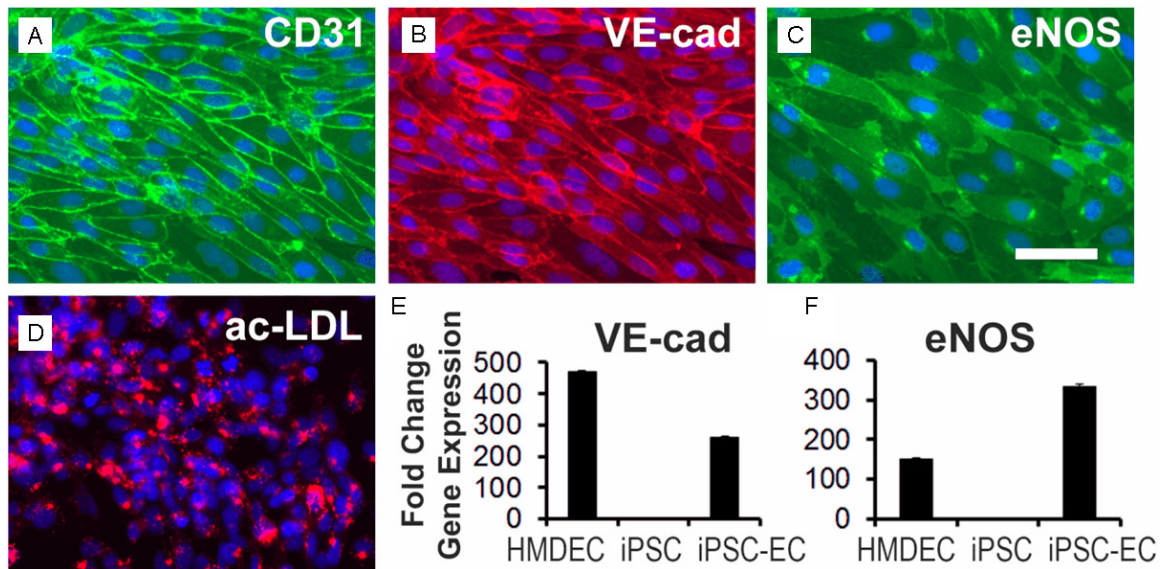 A
CD31
B
VE-cad
C
eNOS
D
ac-LDL
E
VE-cad
Fold Change
Gene Expression
500
400
300
200
100
0
HMDEC iPSC iPSC-EC
F
eNOS
400
300
200
100
0
HMDEC iPSC iPSC-EC